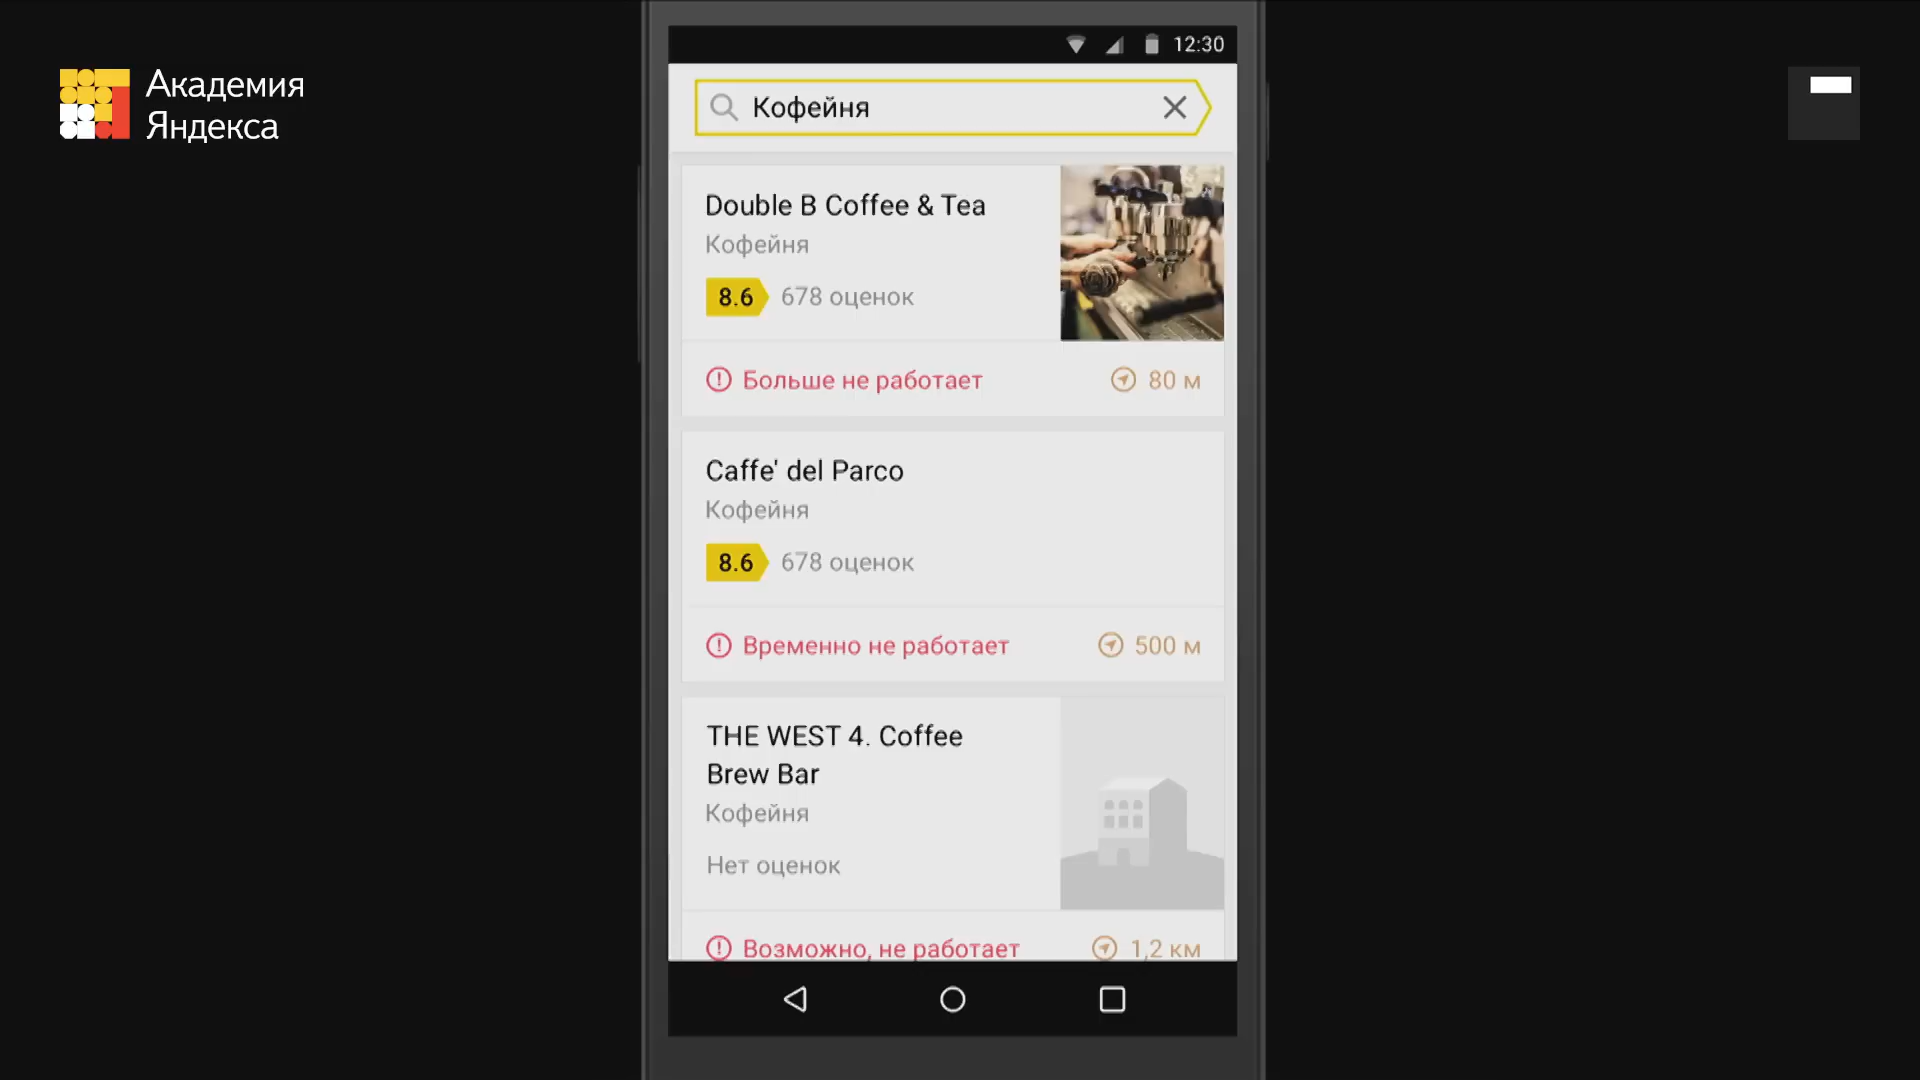 Академия
Яндекса
12:30
Кофейня
Double B Coffee & Tea
Кофейня
8.6 678 оценок
Больше не работает 80 м
Caffe' del Parco
Кофейня
8.6 678 оценок
Временно не работает 500 м
THE WEST 4. Coffee
Brew Bar
Кофейня
Нет оценок
Возможно, не работает 1,2 км